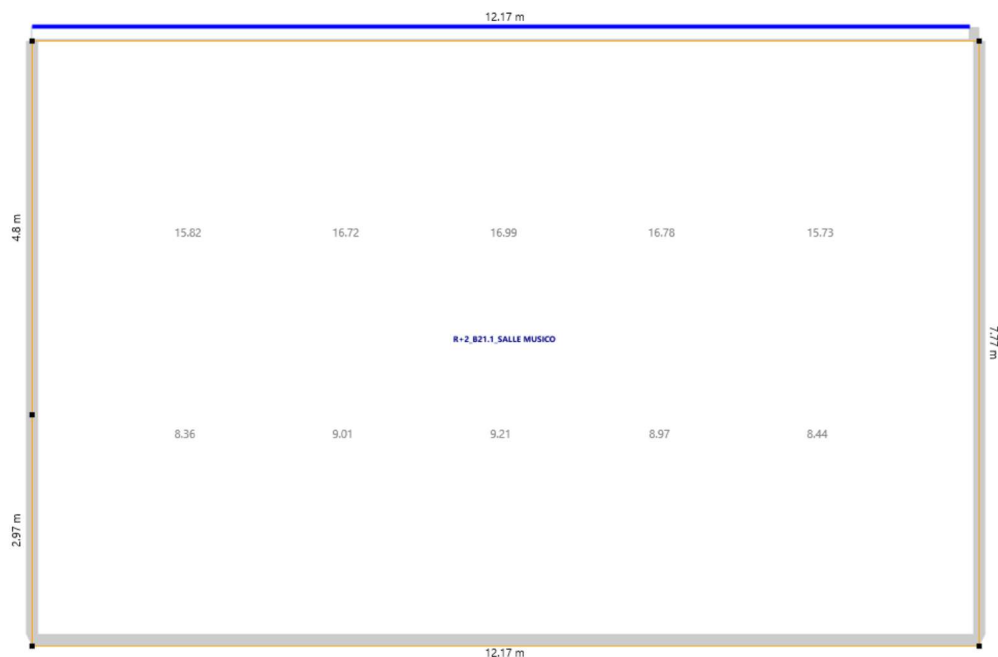 12.17 m
4.8 m
15.82 16.72 16.99 16.78 15.73
R+2_B21.1_SALLE MUSICO
7.77 m
8.36 9.01 9.21 8.97 8.44
2.97 m
12.17 m